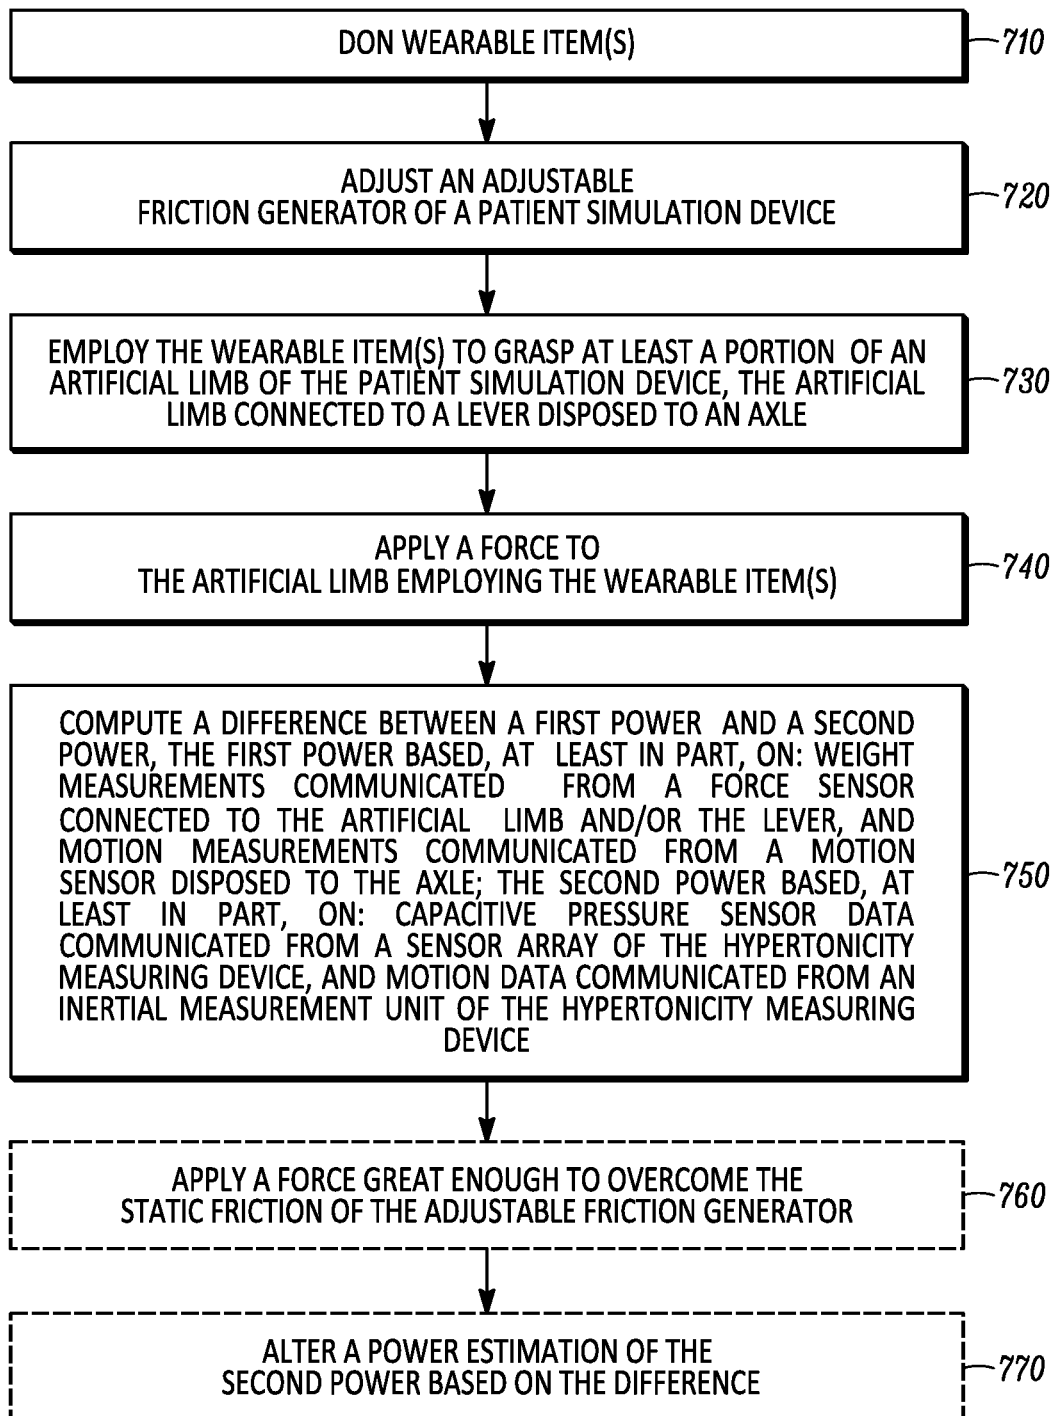 DON WEARABLE ITEM(S)
710
ADJUST AN ADJUSTABLE
FRICTION GENERATOR OF A PATIENT SIMULATION DEVICE
720
EMPLOY THE WEARABLE ITEM(S) TO GRASP AT LEAST A PORTION OF AN
ARTIFICIAL LIMB OF THE PATIENT SIMULATION DEVICE, THE ARTIFICIAL
LIMB CONNECTED TO A LEVER DISPOSED TO AN AXLE
730
APPLY A FORCE TO
THE ARTIFICIAL LIMB EMPLOYING THE WEARABLE ITEM(S)
740
COMPUTE A DIFFERENCE BETWEEN A FIRST POWER AND A SECOND
POWER, THE FIRST POWER BASED, AT LEAST IN PART, ON: WEIGHT
MEASUREMENTS COMMUNICATED FROM A FORCE SENSOR
CONNECTED TO THE ARTIFICIAL LIMB AND/OR THE LEVER, AND
MOTION MEASUREMENTS COMMUNICATED FROM A MOTION
SENSOR DISPOSED TO THE AXLE; THE SECOND POWER BASED, AT
LEAST IN PART, ON: CAPACITIVE PRESSURE SENSOR DATA
COMMUNICATED FROM A SENSOR ARRAY OF THE HYPERTONICITY
MEASURING DEVICE, AND MOTION DATA COMMUNICATED FROM AN
INERTIAL MEASUREMENT UNIT OF THE HYPERTONICITY MEASURING
DEVICE
750
APPLY A FORCE GREAT ENOUGH TO OVERCOME THE
STATIC FRICTION OF THE ADJUSTABLE FRICTION GENERATOR
760
ALTER A POWER ESTIMATION OF THE
SECOND POWER BASED ON THE DIFFERENCE
770